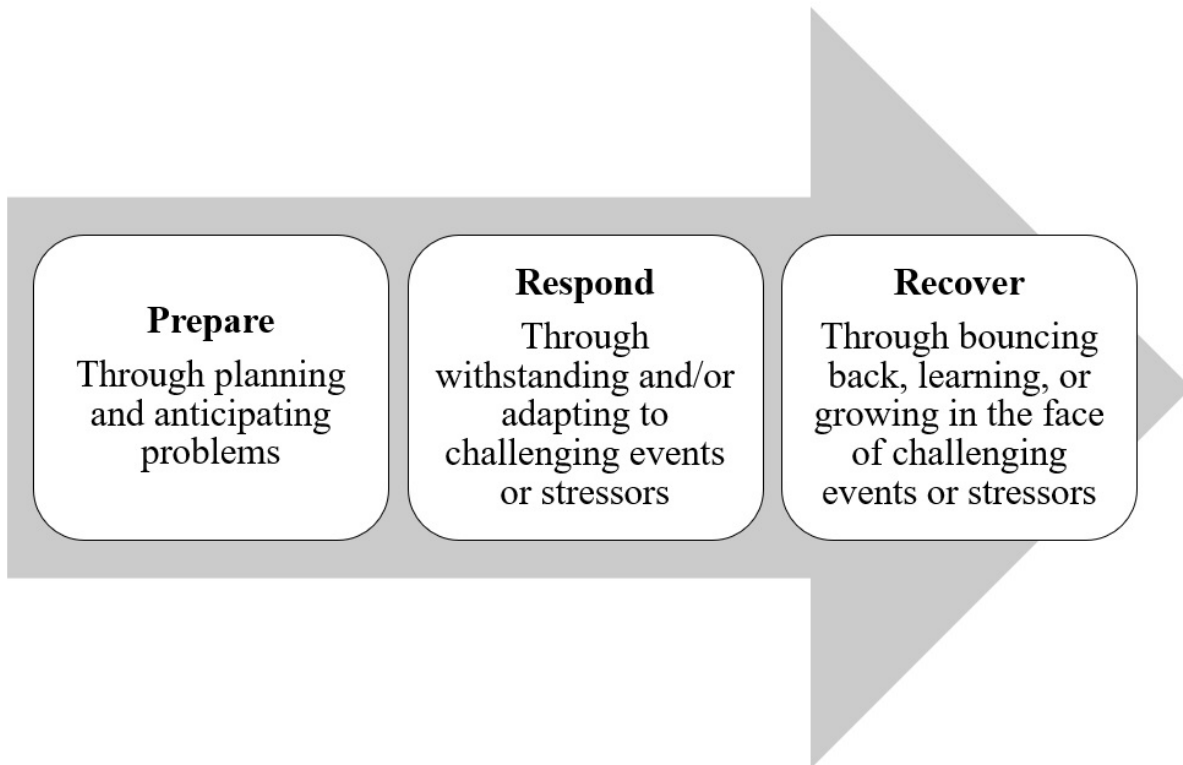 Prepare
Through planning
and anticipating
problems
Respond
Through
withstanding and/or
adapting to
challenging events
or stressors
Recover
Through bouncing
back, learning, or
growing in the face
of challenging
events or stressors